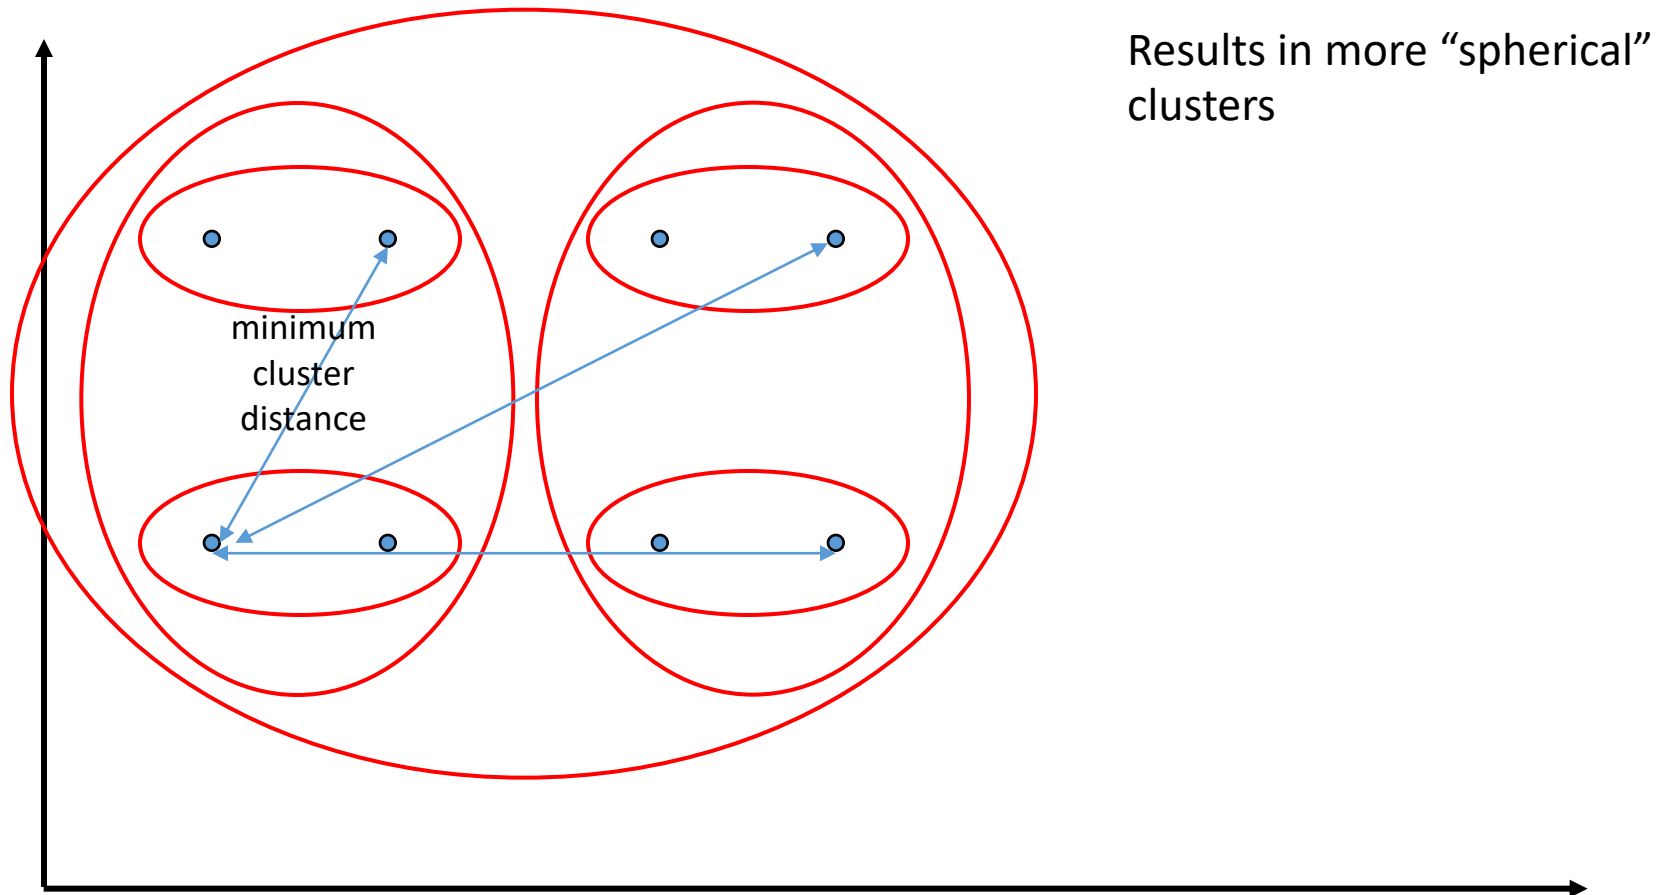 Results in more “spherical”
clusters
minimum
cluster
distance